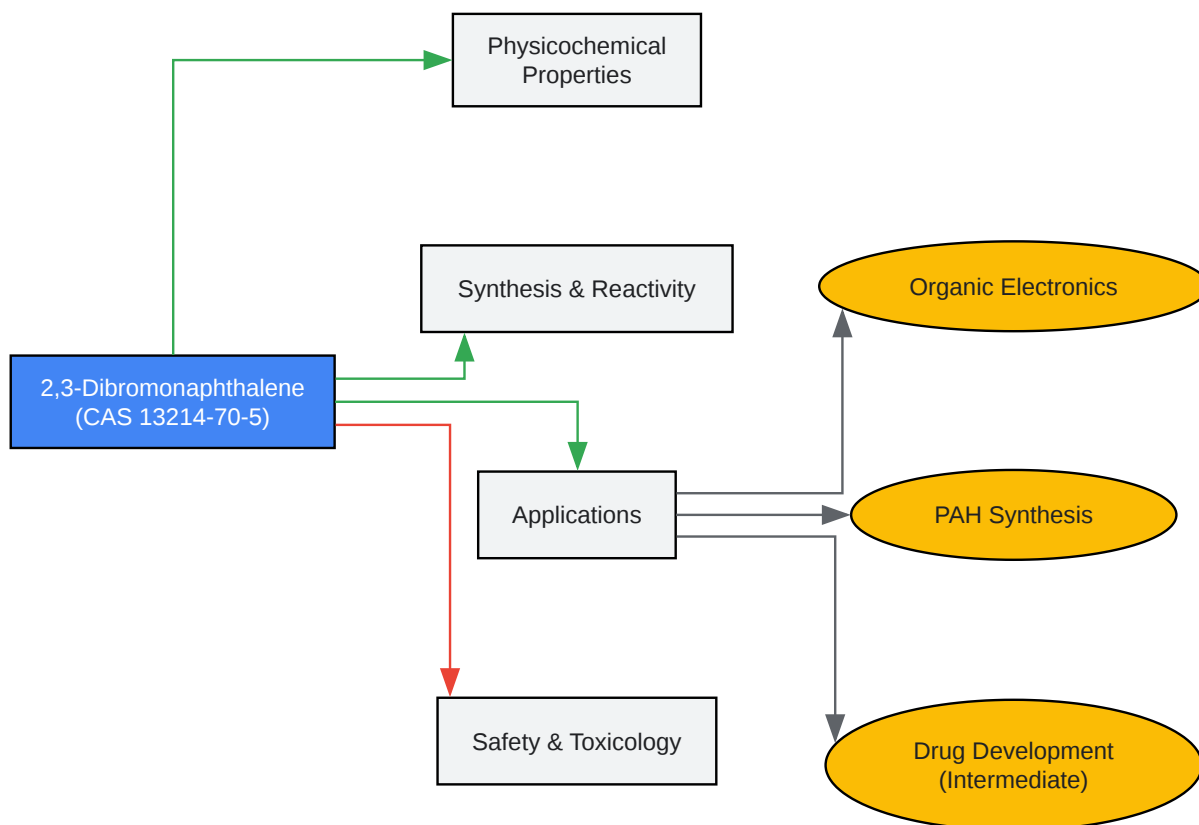 Physicochemical
Properties
Synthesis & Reactivity
Organic Electronics
2,3-Dibromonaphthalene
(CAS 13214-70-5)
Applications
PAH Synthesis
Safety & Toxicology
Drug Development
(Intermediate)